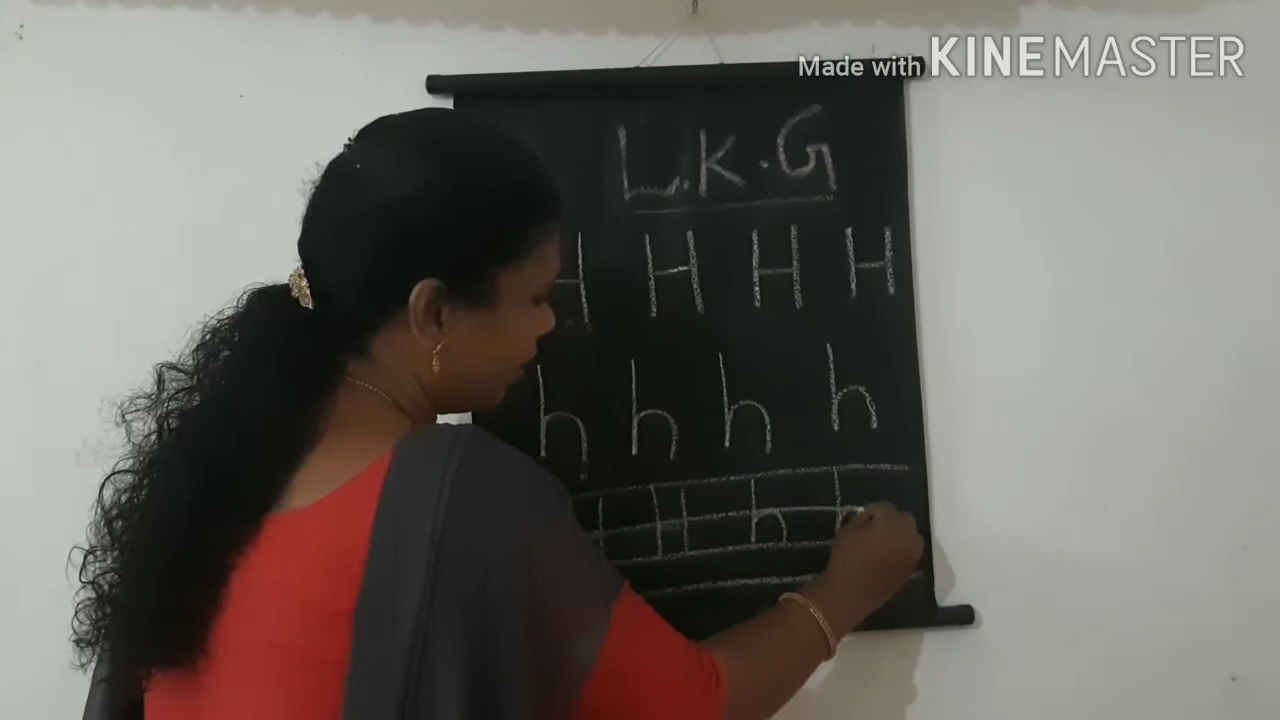 Made with KINEMASTER
L.K.G
H H H H
h h h h
H H h h